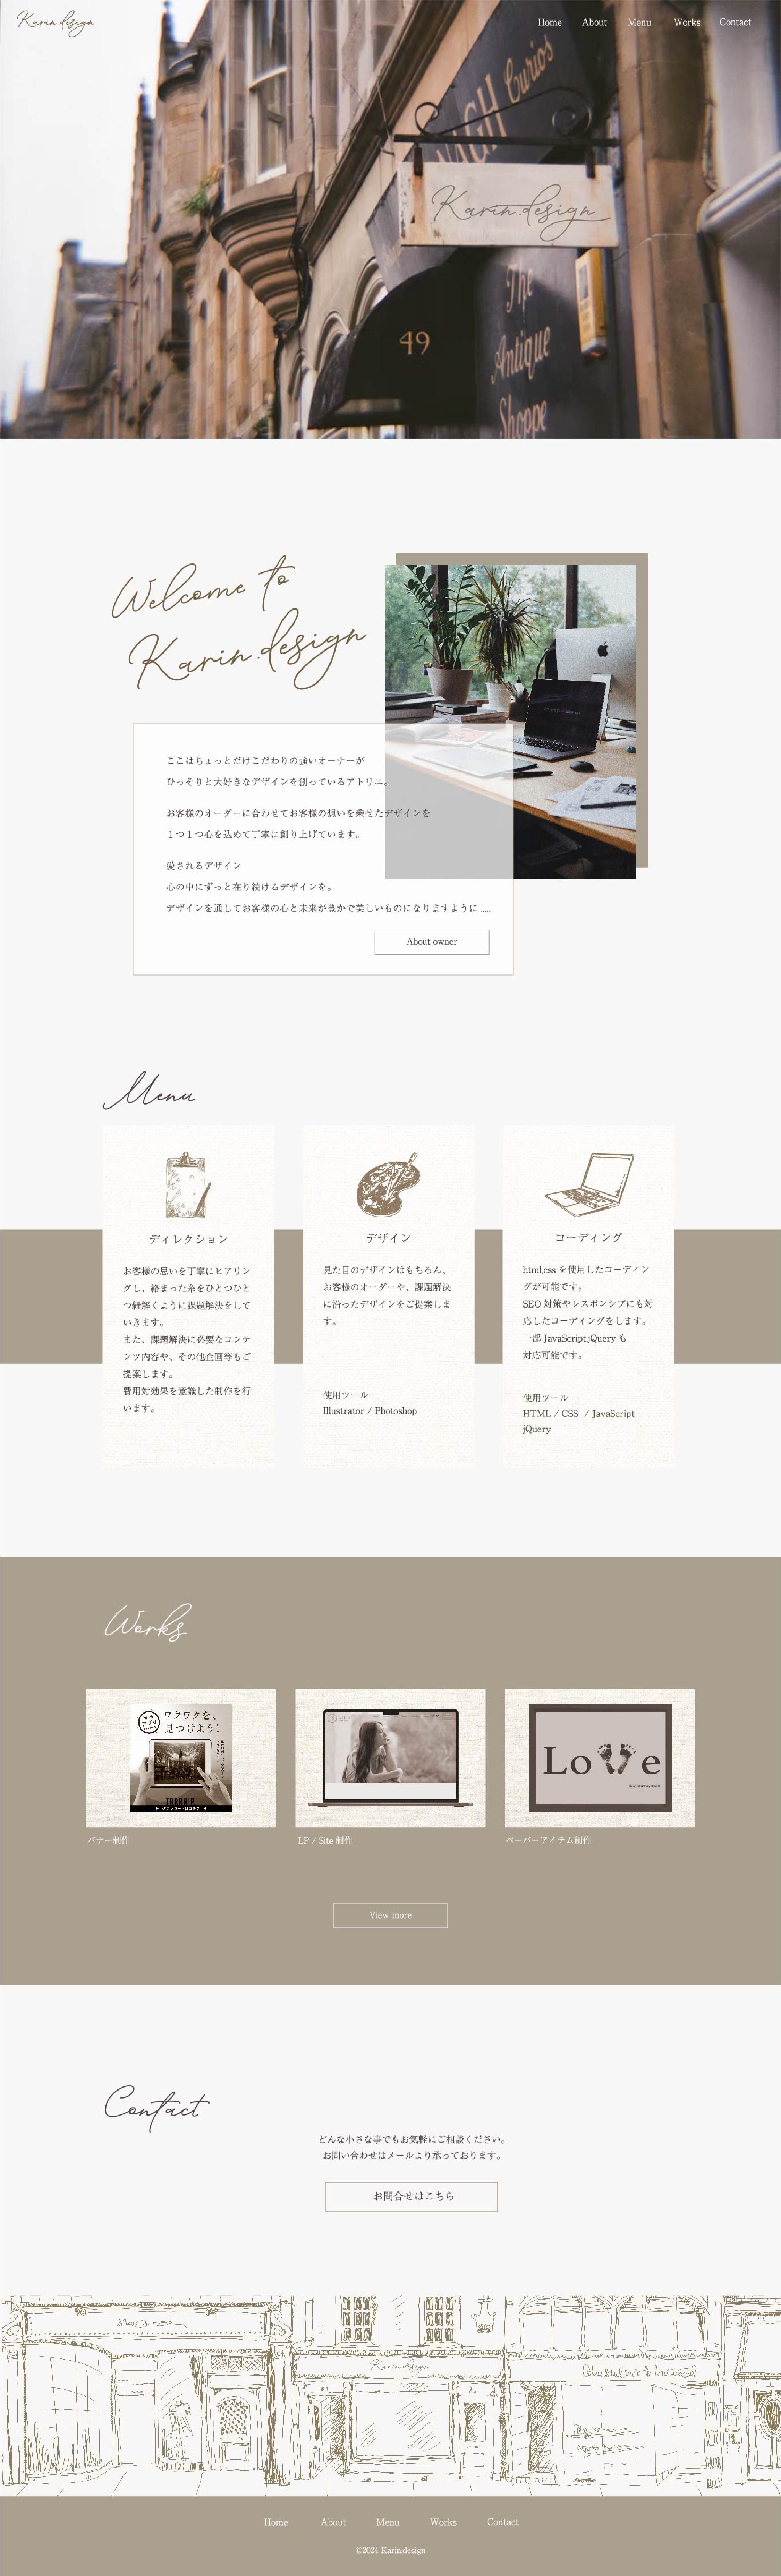 Karin.design
Home About Menu Works Contact
Curios
Karin.design
49
The
Antique
Shoppe
Welcome to
Karin.design
ここはちょっとだけこだわりの強いオーナーが
ひっそりと大好きなデザインを創っているアトリエ。
お客様のオーダーに合わせてお客様の想いを乗せたデザインを
１つ１つ心を込めて丁寧に創り上げています。
愛されるデザイン
心の中にずっと在り続けるデザインを。
デザインを通してお客様の心と未来が豊かで美しいものになりますように .....
About owner
Menu
ディレクション
お客様の思いを丁寧にヒアリン
グし、絡まった糸をひとつひと
つ紐解くように課題解決をして
いきます。
また、課題解決に必要なコンテ
ンツ内容や、その他企画等もご
提案します。
費用対効果を意識した制作を行
います。
デザイン
見た目のデザインはもちろん、
お客様のオーダーや、課題解決
に沿ったデザインをご提案しま
す。
使用ツール
Illustrator / Photoshop
コーディング
html,css を使用したコーディン
グが可能です。
SEO 対策やレスポンシブにも対
応したコーディングをします。
一部 JavaScript,jQuery も
対応可能です。
使用ツール
HTML / CSS / JavaScript
jQuery
Works
ワクワクを、
見つけよう!
バナー制作
LP / Site 制作
Love
ペーパーアイテム制作
View more
Contact
どんな小さな事でもお気軽にご相談ください。
お問い合わせはメールより承っております。
お問合せはこちら
Karin.design
Home About Menu Works Contact
©2024 Karin.design